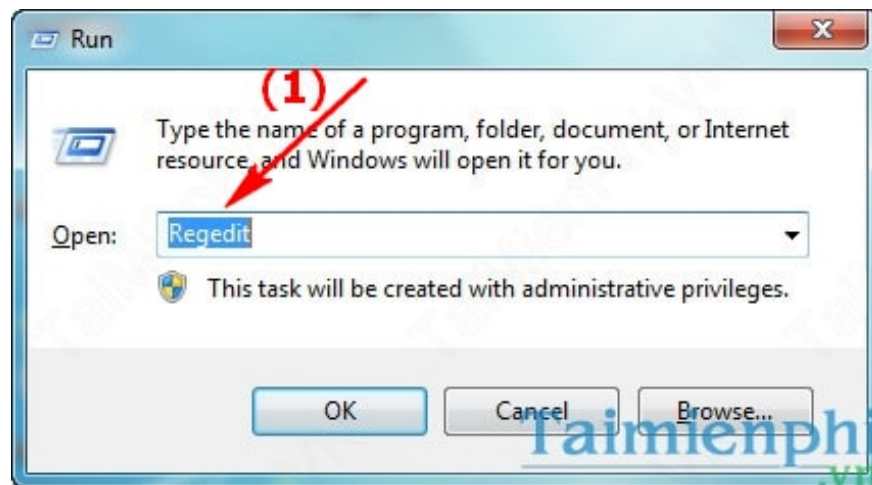 Run
(1)
Type the name of a program, folder, document, or Internet
resource, and Windows will open it for you.
Open: Regedit
This task will be created with administrative privileges.
OK Cancel Browse...
Taimienphi
.vn